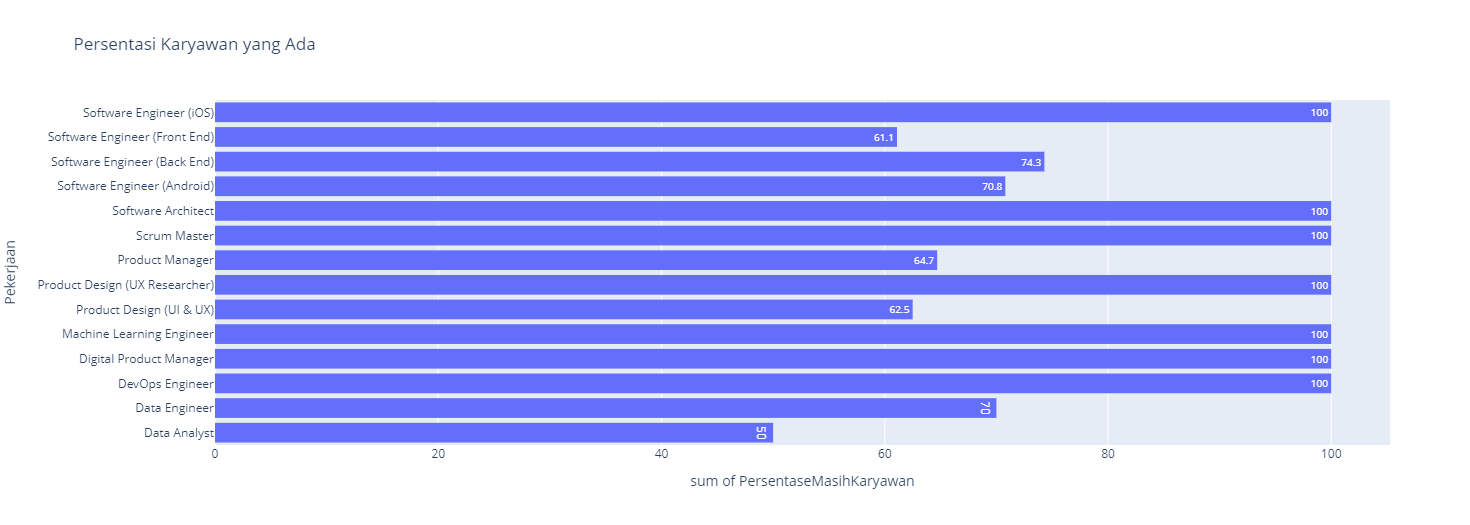 Persentasi Karyawan yang Ada
Pekerjaan
Software Engineer (iOS) 100
Software Engineer (Front End) 61.1
Software Engineer (Back End) 74.3
Software Engineer (Android) 70.8
Software Architect 100
Scrum Master 100
Product Manager 64.7
Product Design (UX Researcher) 100
Product Design (UI & UX) 62.5
Machine Learning Engineer 100
Digital Product Manager 100
DevOps Engineer 100
Data Engineer 70
Data Analyst 50
0 20 40 60 80 100
sum of PersentaseMasihKaryawan